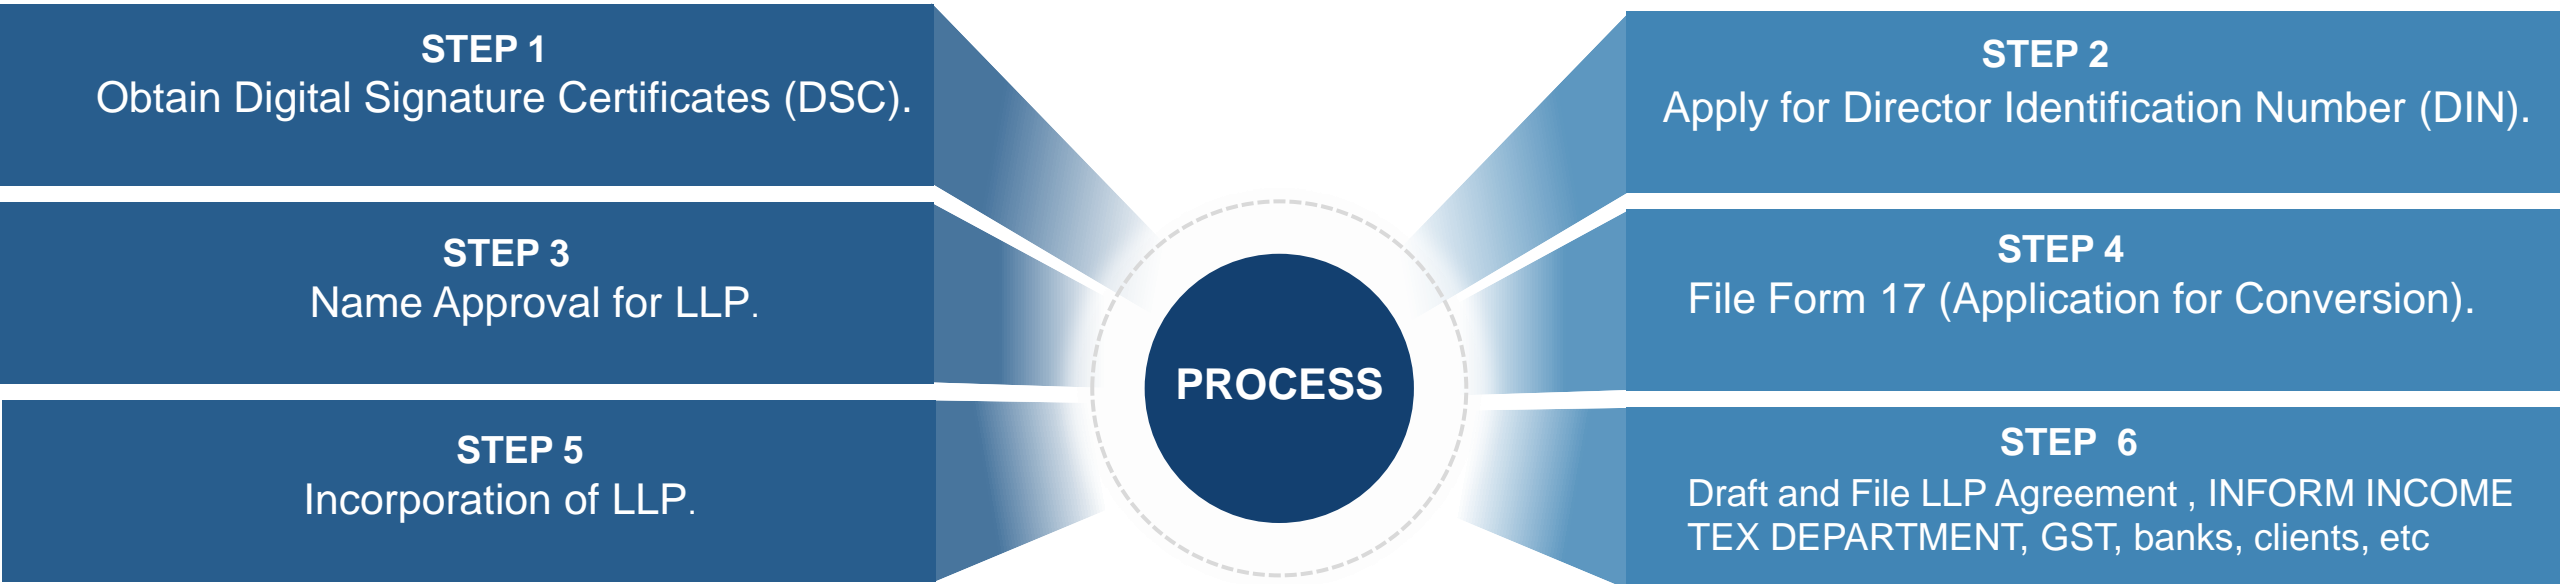 STEP 1
Obtain Digital Signature Certificates (DSC).
STEP 2
Apply for Director Identification Number (DIN).
STEP 3
Name Approval for LLP.
STEP 4
File Form 17 (Application for Conversion).
PROCESS
STEP 5
Incorporation of LLP.
STEP 6
Draft and File LLP Agreement , INFORM INCOME
TEX DEPARTMENT, GST, banks, clients, etc